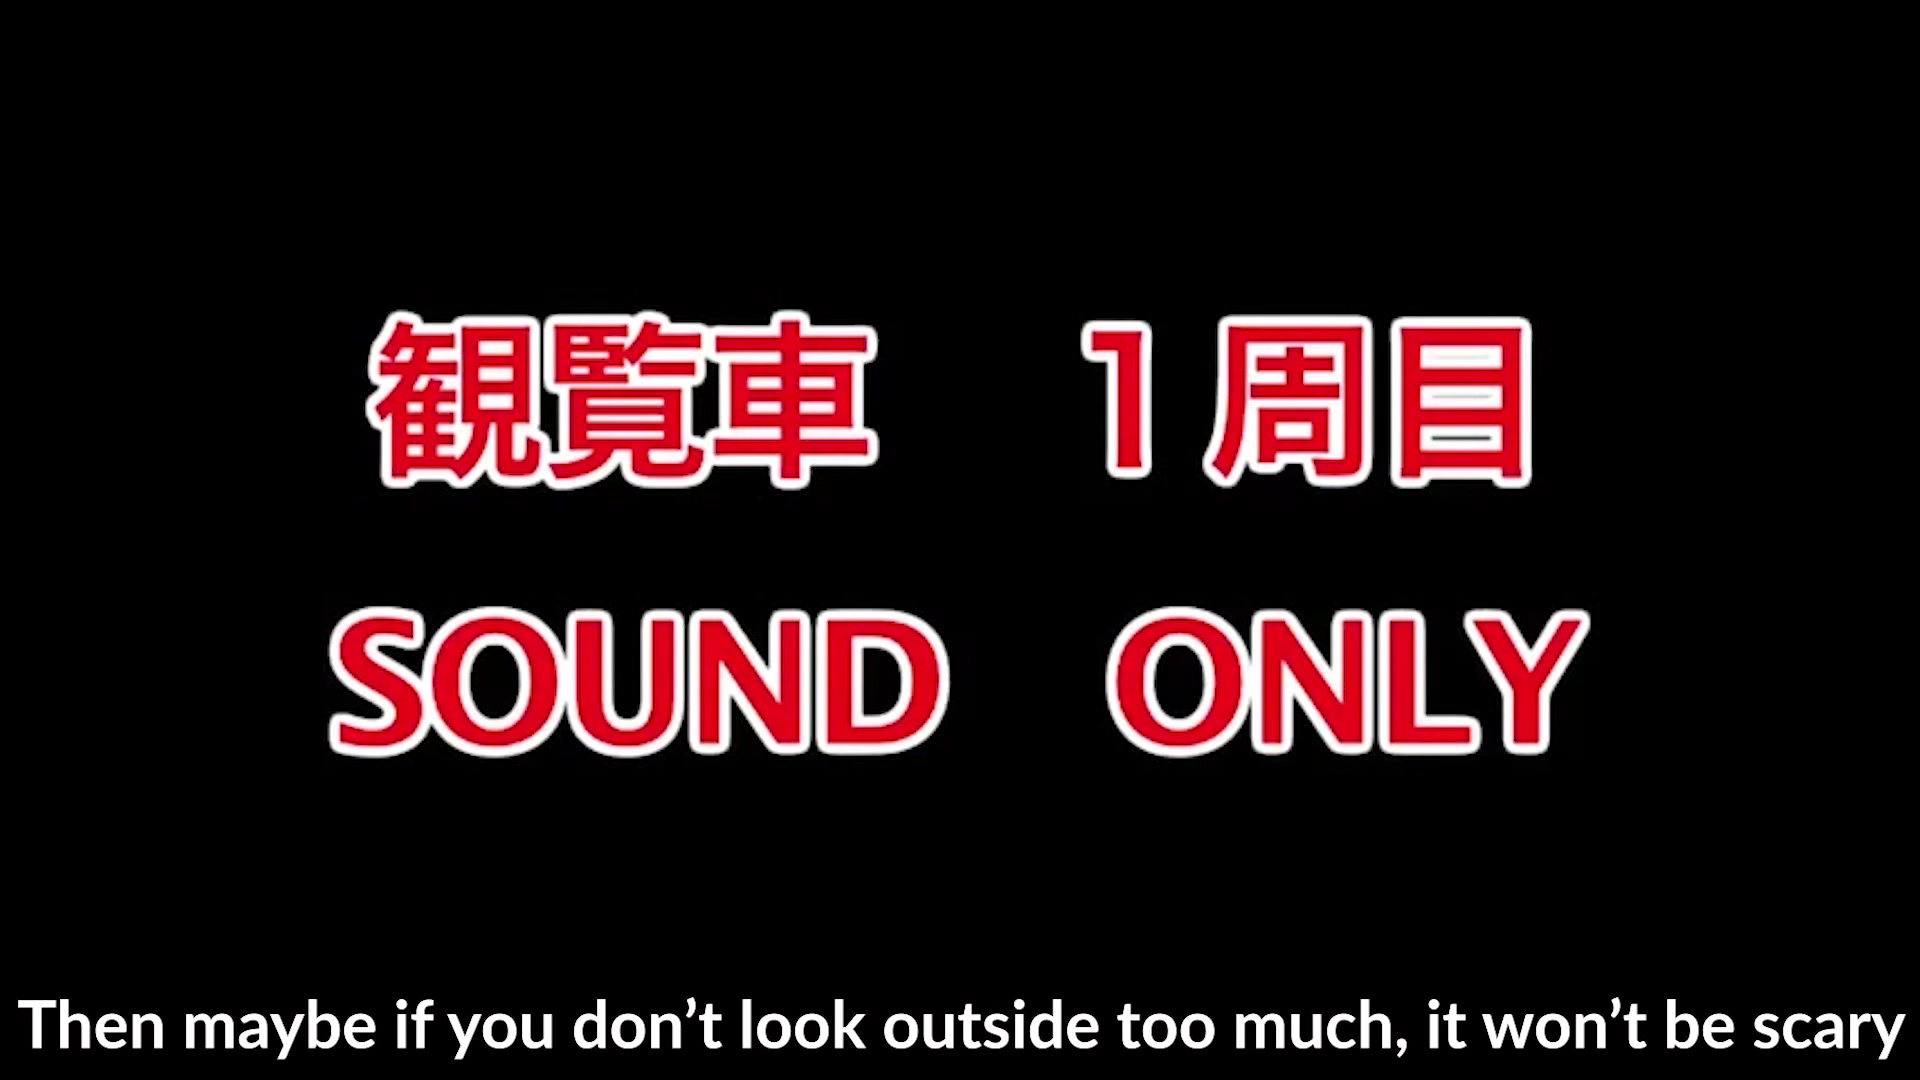 観覧車　１周目
SOUND　ONLY
Then maybe if you don’t look outside too much, it won’t be scary